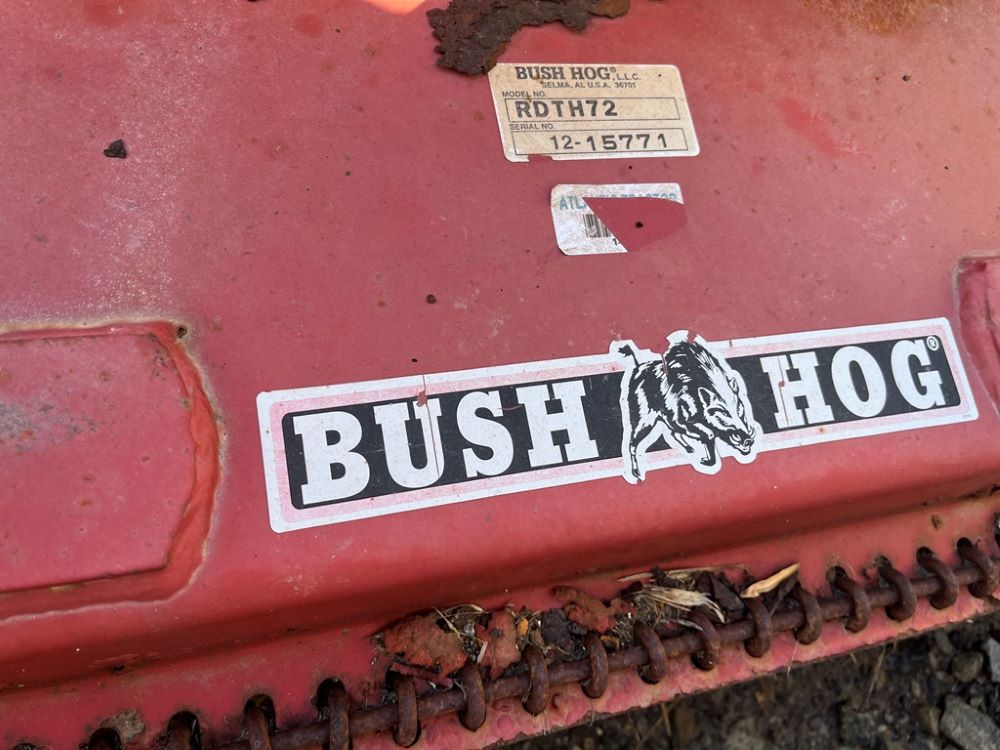 BUSH HOG®, L.L.C.
SELMA, AL U.S.A. 36701
MODEL NO.
RDTH72
SERIAL NO.
12-15771
BUSH HOG®